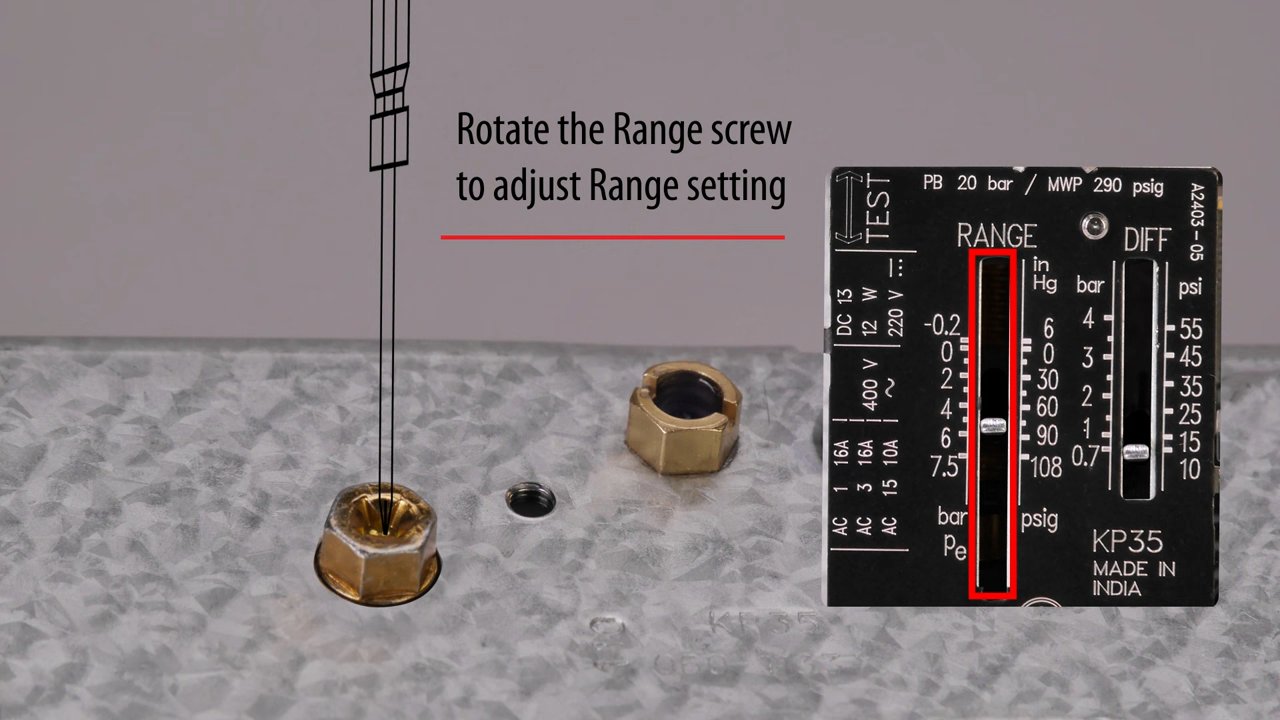 Rotate the Range screw
to adjust Range setting
TEST
PB 20 bar / MWP 290 psig
A2403-05
RANGE
DIFF
in
Hg
bar
psi
DC 13
12 W
220 V ⎓
400 V ~
AC 1 16A
AC 3 16A
AC 15 10A
-0.2
0
2
4
6
7.5
6
0
30
60
90
108
4
3
2
1
0.7
55
45
35
25
15
10
bar
pe
psig
KP35
MADE IN
INDIA
KP 35